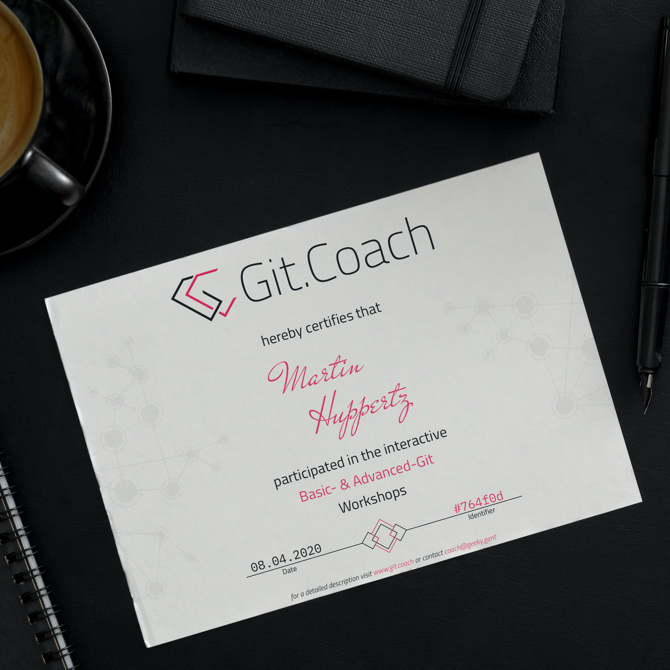 Git.Coach
hereby certifies that
Martin
Huppertz
participated in the interactive
Basic- & Advanced-Git
Workshops
08.04.2020
Date
#764f0d
Identifier
for a detailed description visit www.git.coach or contact coach@geeky.gent